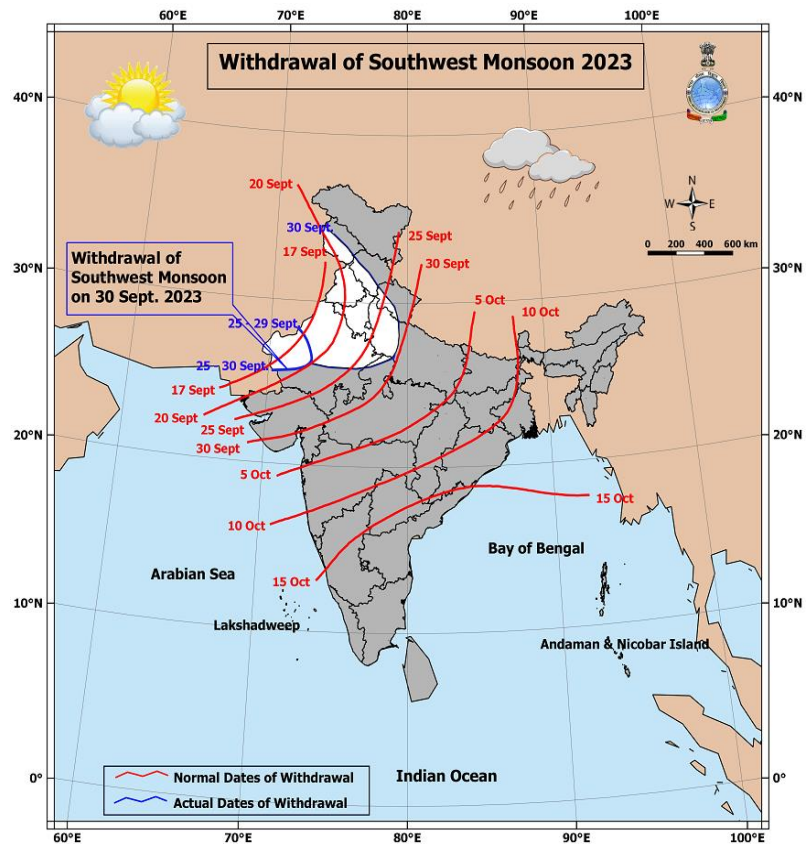 60°E 70°E 80°E 90°E 100°E
Withdrawal of Southwest Monsoon 2023
40°N 40°N
N
W E
S
0 200 400 600 km
20 Sept
30 Sept.
25 Sept
17 Sept
30 Sept
Withdrawal of
Southwest Monsoon
on 30 Sept. 2023
30°N 30°N
5 Oct
10 Oct
25 - 29 Sept.
25 - 30 Sept.
17 Sept
20 Sept
25 Sept
30 Sept
20°N 20°N
5 Oct
10 Oct
15 Oct
15 Oct
Bay of Bengal
Arabian Sea
10°N 10°N
Lakshadweep
Andaman & Nicobar Island
0° 0°
Indian Ocean
Normal Dates of Withdrawal
Actual Dates of Withdrawal
60°E 70°E 80°E 90°E 100°E